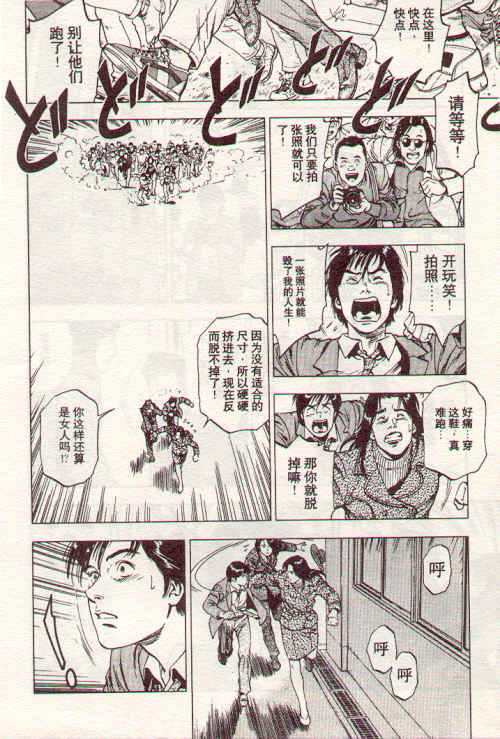 在这里！
快点，
快点！
别让他们
跑了！
请等等！
我们只要拍
张照就可以
了！
ど
ど
ど
ど
ど
开玩笑！
拍照……
一张照片就能
毁了我的人生！
好痛…穿
这鞋，真
难跑…
那你就脱
掉嘛！
因为没有适合的
尺寸，所以硬硬
挤进去，现在反
而脱不掉了！
你这样还算
是女人吗!?
呼
呼
呼